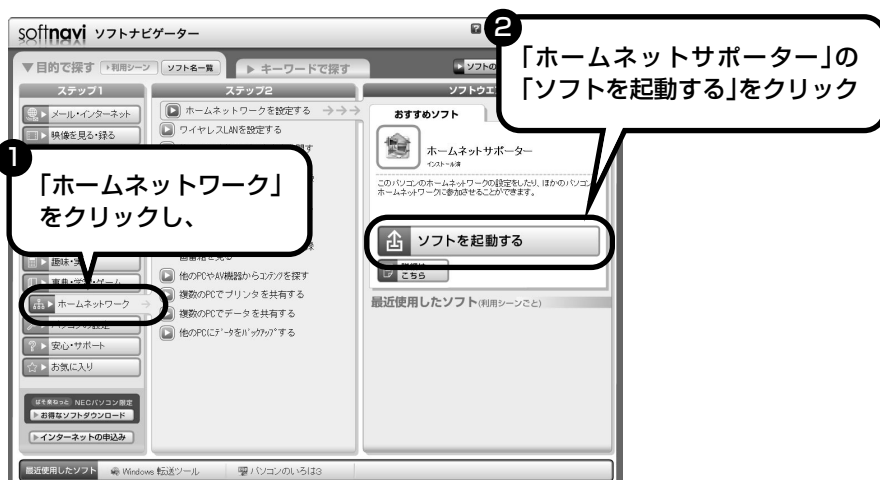 softnavi ソフトナビゲーター
?
▼目的で探す
▶利用シーン
ソフト名一覧
▶ キーワードで探す
▶ソフトの
ステップ1
メール・インターネット
映像を見る・録る
ホームネットワーク
安心・サポート
お気に入り
NECパソコン限定
▶お得なソフトダウンロード
▶インターネットの申込み
ステップ2
ホームネットワークを設定する →→→
ワイヤレスLANを設定する
他のPCやAV機器からコンテンツを探す
複数のPCでプリンタを共有する
複数のPCでデータを共有する
他のPCにデータをバックアップする
ソフトウエ
おすすめソフト
ホームネットサポーター
インストール済
このパソコンのホームネットワークの設定をしたり、ほかのパソコン
ホームネットワークに参加させることができます。
ソフトを起動する
こちら
最近使用したソフト(利用シーンごと)
❶
「ホームネットワーク」
をクリックし、
❷
「ホームネットサポーター」の
「ソフトを起動する」をクリック
最近使用したソフト
Windows 転送ツール
パソコンのいろは3